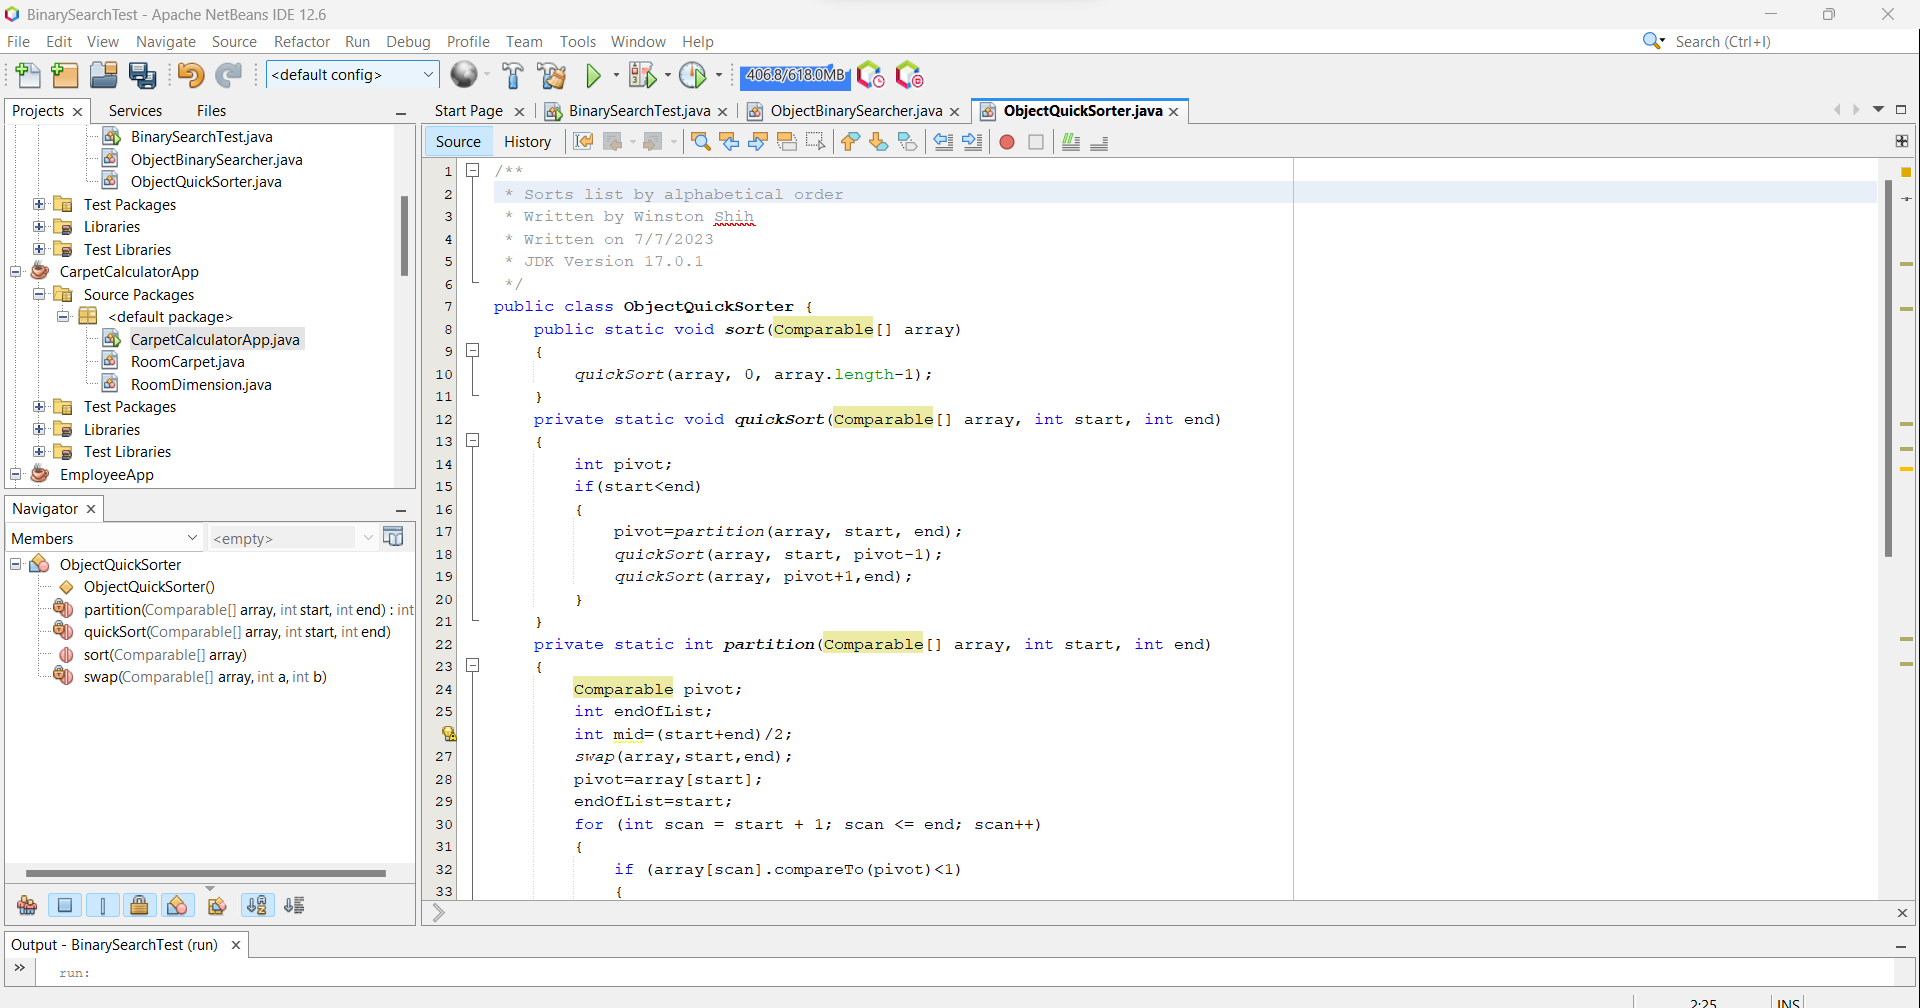 BinarySearchTest - Apache NetBeans IDE 12.6
File Edit View Navigate Source Refactor Run Debug Profile Team Tools Window Help
Search (Ctrl+I)
<default config>
406.8/618.0MB
Projects Services Files
BinarySearchTest.java
ObjectBinarySearcher.java
ObjectQuickSorter.java
Test Packages
Libraries
Test Libraries
CarpetCalculatorApp
Source Packages
<default package>
CarpetCalculatorApp.java
RoomCarpet.java
RoomDimension.java
Test Packages
Libraries
Test Libraries
EmployeeApp
Navigator
Members <empty>
ObjectQuickSorter
ObjectQuickSorter()
partition(Comparable[] array, int start, int end) : int
quickSort(Comparable[] array, int start, int end)
sort(Comparable[] array)
swap(Comparable[] array, int a, int b)
Start Page BinarySearchTest.java ObjectBinarySearcher.java ObjectQuickSorter.java
Source History
1 /**
2 * Sorts list by alphabetical order
3 * Written by Winston Shih
4 * Written on 7/7/2023
5 * JDK Version 17.0.1
6 */
7 public class ObjectQuickSorter {
8 public static void sort(Comparable[] array)
9 {
10 quickSort(array, 0, array.length-1);
11 }
12 private static void quickSort(Comparable[] array, int start, int end)
13 {
14 int pivot;
15 if(start<end)
16 {
17 pivot=partition(array, start, end);
18 quickSort(array, start, pivot-1);
19 quickSort(array, pivot+1,end);
20 }
21 }
22 private static int partition(Comparable[] array, int start, int end)
23 {
24 Comparable pivot;
25 int endOfList;
int mid=(start+end)/2;
27 swap(array,start,end);
28 pivot=array[start];
29 endOfList=start;
30 for (int scan = start + 1; scan <= end; scan++)
31 {
32 if (array[scan].compareTo(pivot)<1)
33 {
Output - BinarySearchTest (run)
run:
2:25 INS